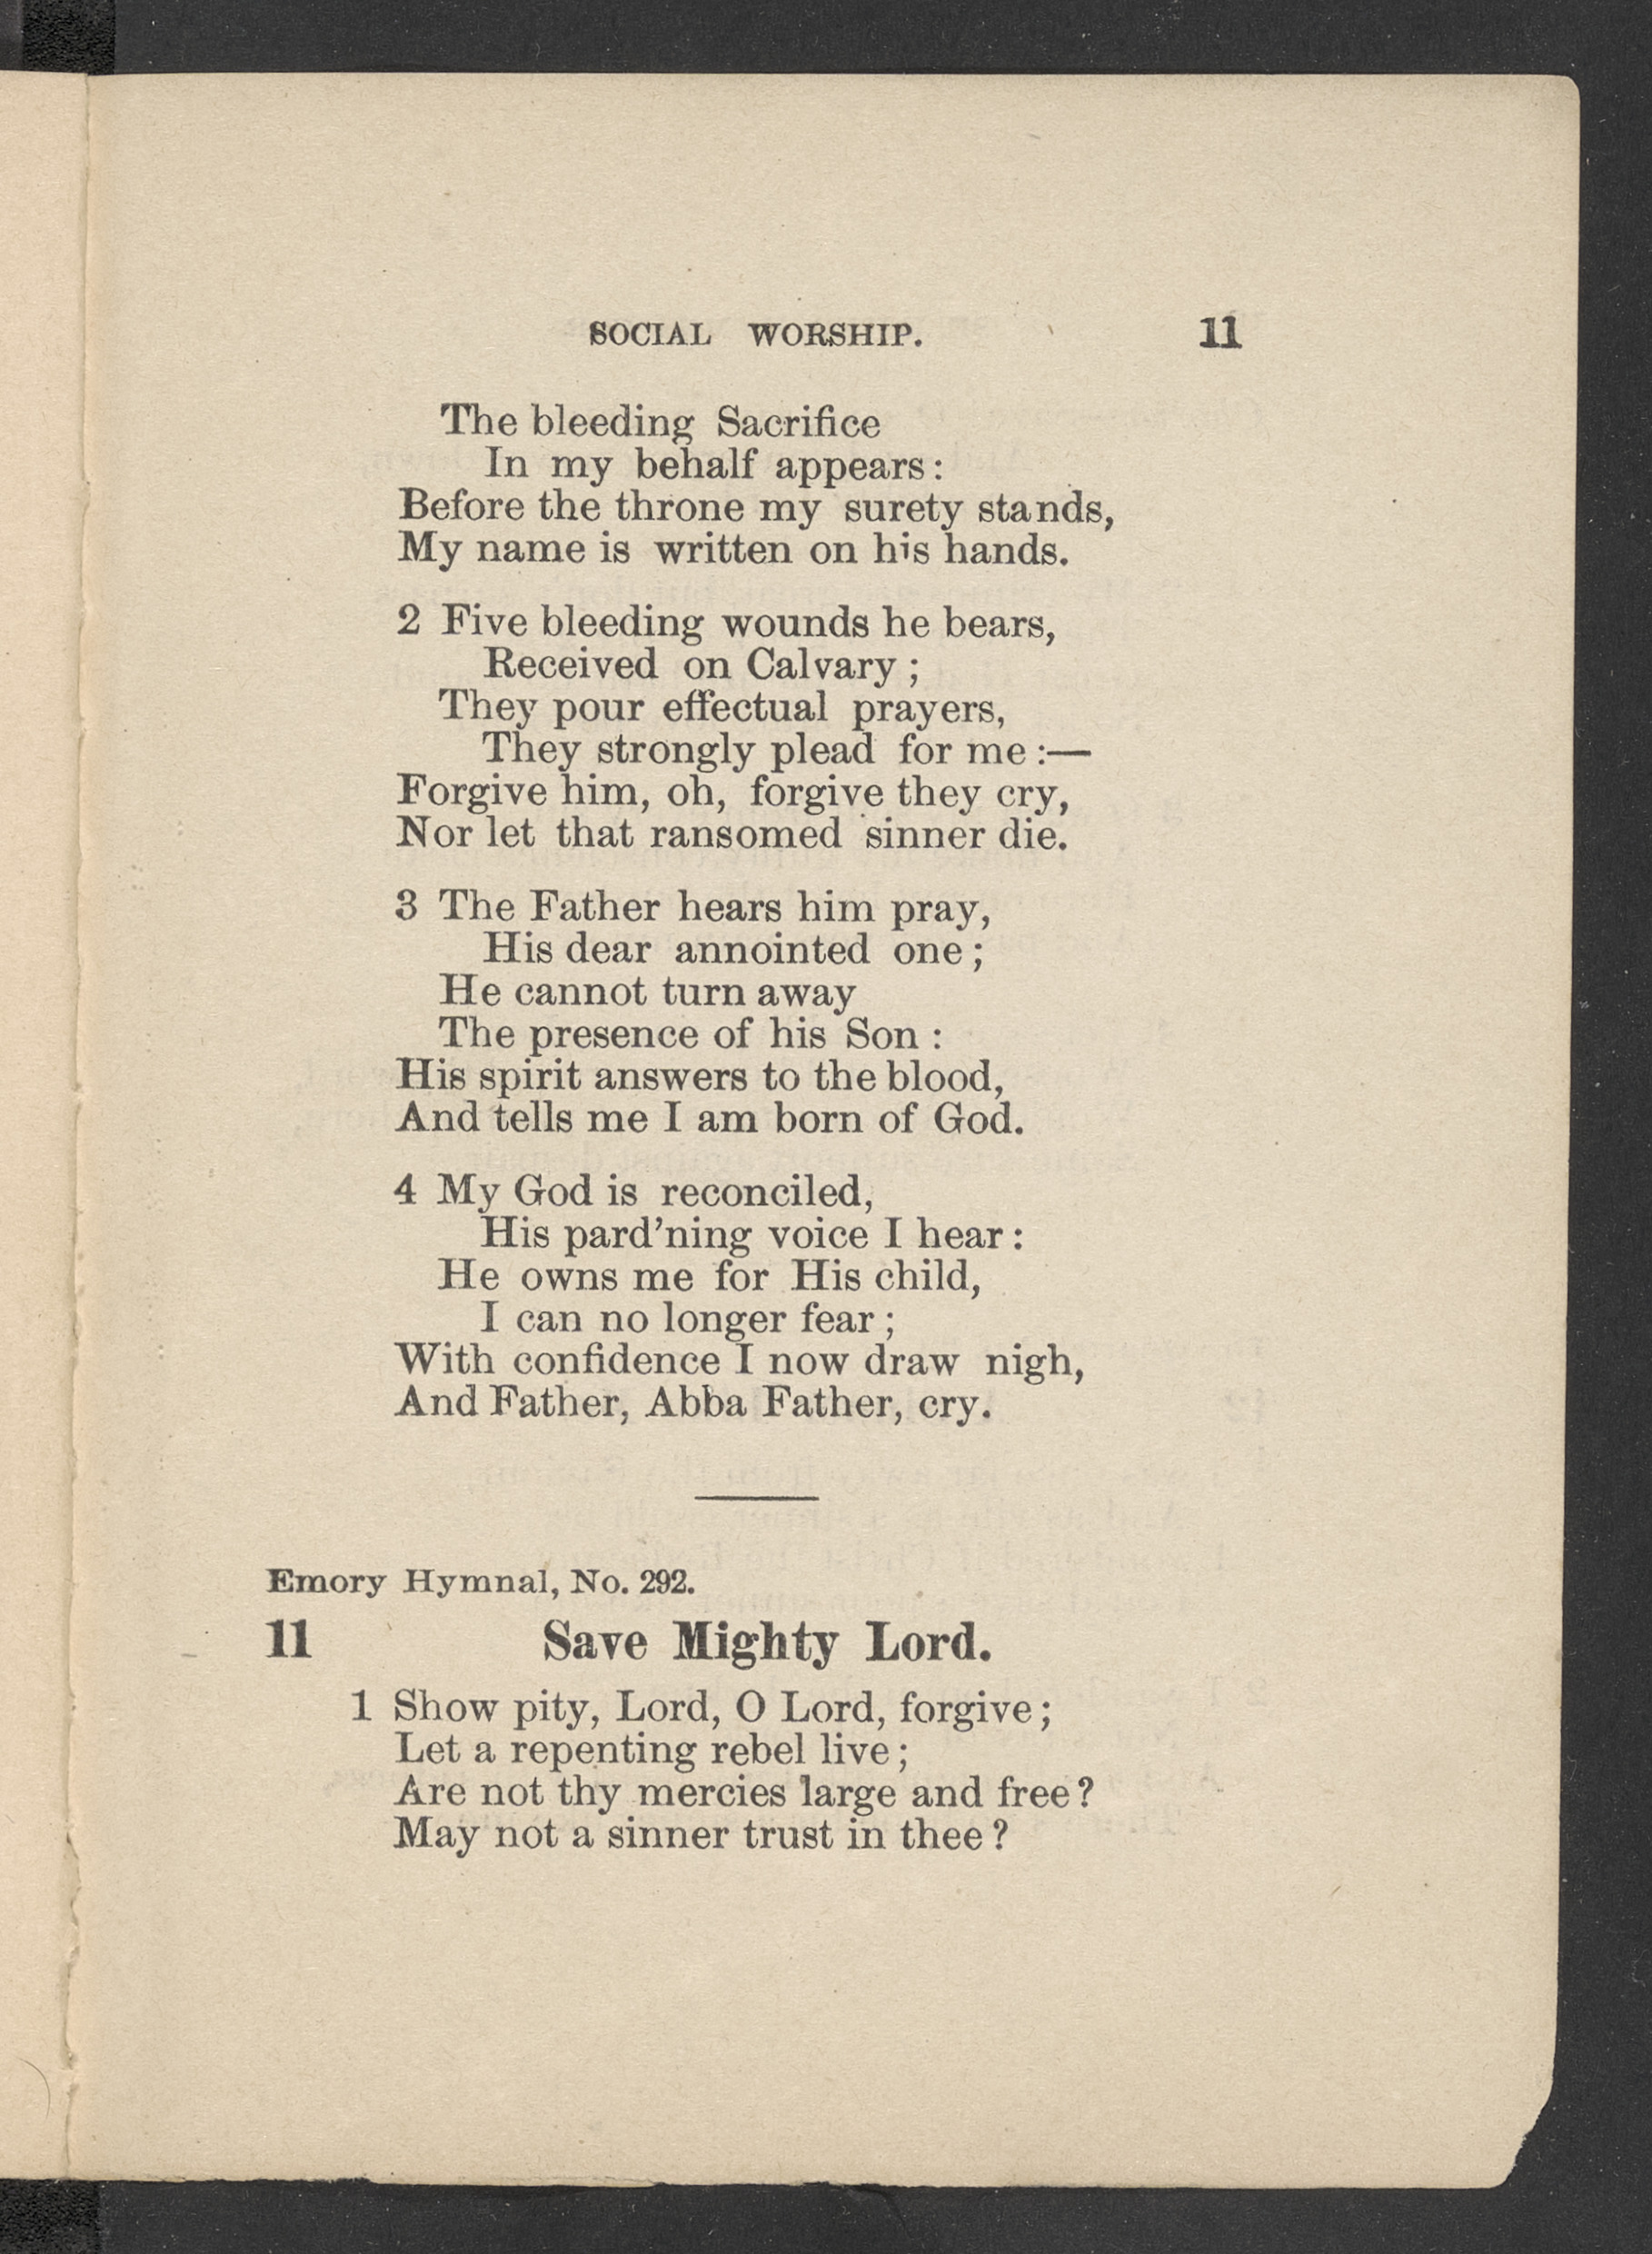 SOCIAL WORSHIP. 11
The bleeding Sacrifice
In my behalf appears:
Before the throne my surety stands,
My name is written on his hands.
2 Five bleeding wounds he bears,
Received on Calvary;
They pour effectual prayers,
They strongly plead for me:—
Forgive him, oh, forgive they cry,
Nor let that ransomed sinner die.
3 The Father hears him pray,
His dear annointed one;
He cannot turn away
The presence of his Son:
His spirit answers to the blood,
And tells me I am born of God.
4 My God is reconciled,
His pard'ning voice I hear:
He owns me for His child,
I can no longer fear;
With confidence I now draw nigh,
And Father, Abba Father, cry.
Emory Hymnal, No. 292.
11 Save Mighty Lord.
1 Show pity, Lord, O Lord, forgive;
Let a repenting rebel live;
Are not thy mercies large and free?
May not a sinner trust in thee?